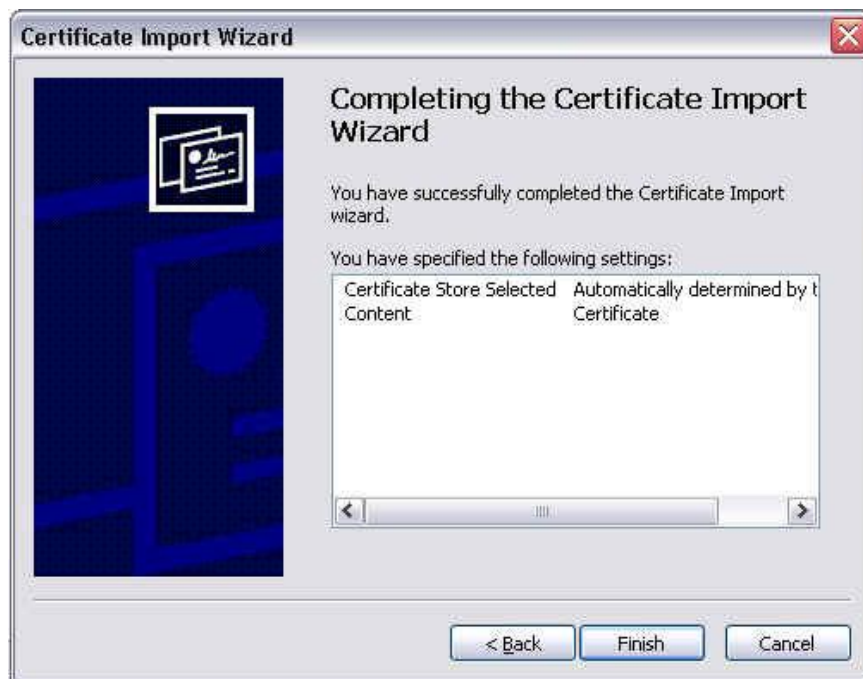 Certificate Import Wizard
Completing the Certificate Import
Wizard
You have successfully completed the Certificate Import
wizard.
You have specified the following settings:
Certificate Store Selected Automatically determined by t
Content Certificate
< Back Finish Cancel